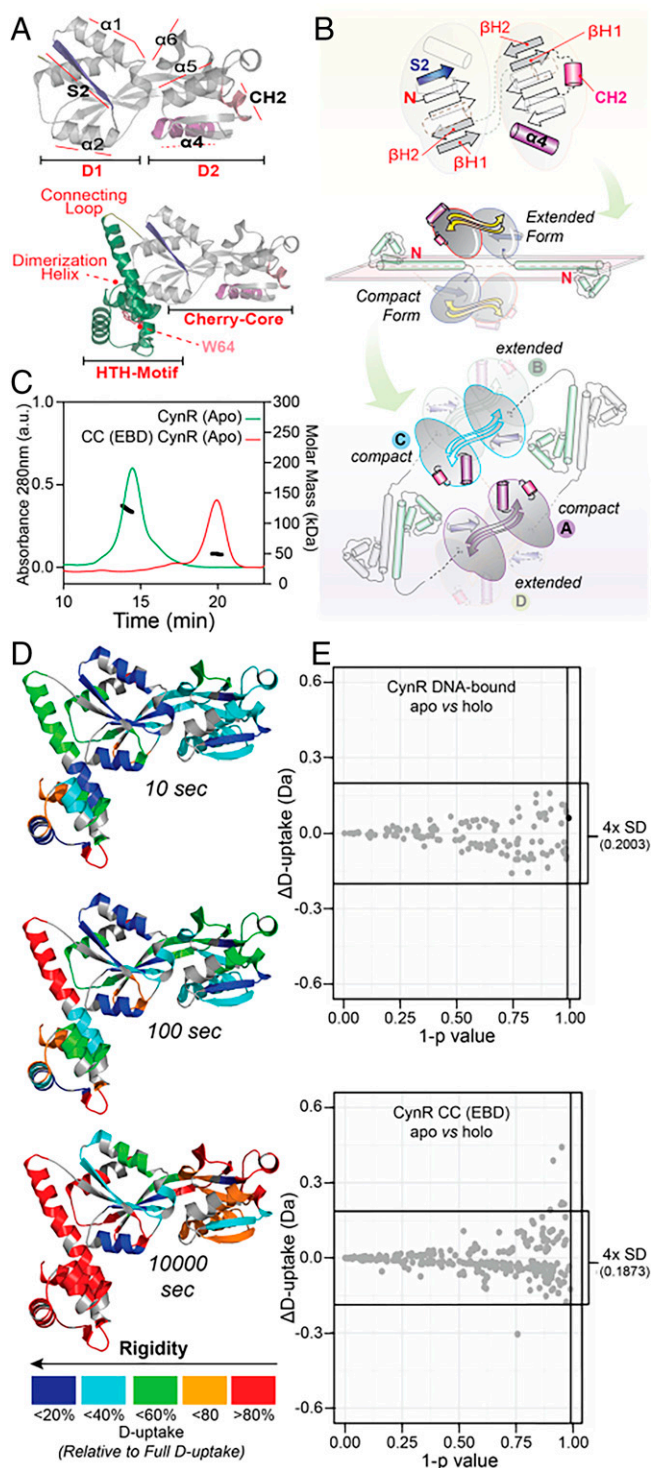 A
α1
α6
α5
S2
CH2
α2
α4
D1
D2
Connecting
Loop
Dimerization
Helix
Cherry-Core
W64
HTH-Motif
B
βH2
βH1
S2
N
CH2
α4
βH2
βH1
Extended
Form
N
N
Compact
Form
extended
B
C
compact
compact
A
extended
D
C
CynR (Apo)
CC (EBD) CynR (Apo)
Absorbance 280nm (a.u.)
1.0
0.5
0.0
300
250
200
150
100
50
0
Molar Mass (kDa)
10
15
20
Time (min)
D
10 sec
100 sec
10000
sec
Rigidity
<20%
<40%
<60%
<80
>80%
D-uptake
(Relative to Full D-uptake)
E
CynR DNA-bound
apo vs holo
0.6
0.3
0.0
-0.3
-0.6
ΔD-uptake (Da)
4x SD
(0.2003)
0.00
0.25
0.50
0.75
1.00
1-p value
CynR CC (EBD)
apo vs holo
0.6
0.3
0.0
-0.3
-0.6
ΔD-uptake (Da)
4x SD
(0.1873)
0.00
0.25
0.50
0.75
1.00
1-p value